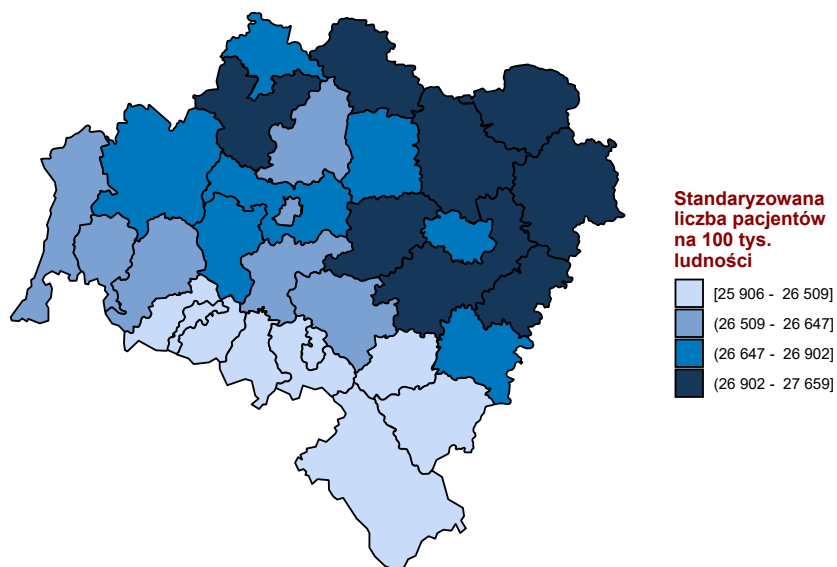 Standaryzowana
liczba pacjentów
na 100 tys.
ludności
[25 906 - 26 509]
(26 509 - 26 647]
(26 647 - 26 902]
(26 902 - 27 659]